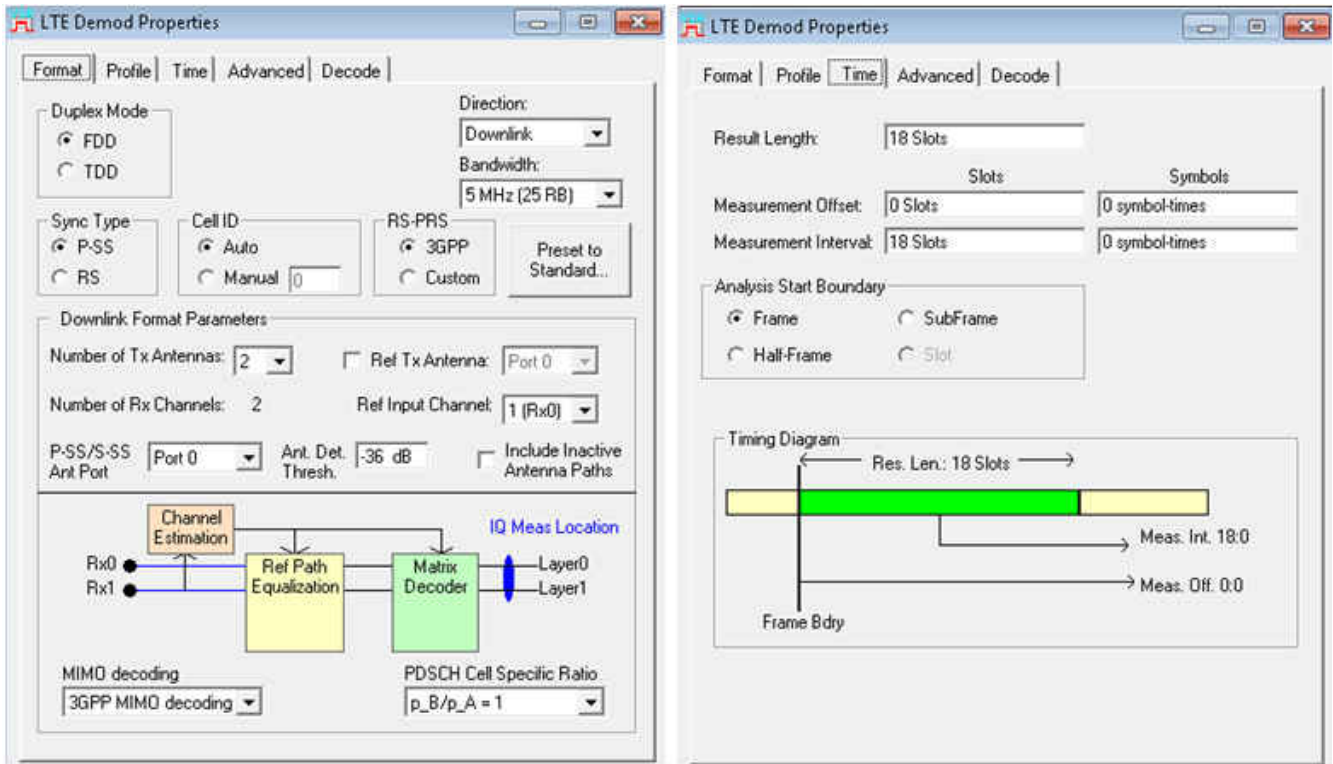 LTE Demod Properties
Format Profile Time Advanced Decode
Duplex Mode
FDD
TDD
Direction:
Downlink
Bandwidth:
5 MHz (25 RB)
Sync Type
P-SS
RS
Cell ID
Auto
Manual 0
RS-PRS
3GPP
Custom
Preset to
Standard...
Downlink Format Parameters
Number of Tx Antennas: 2
Ref Tx Antenna: Port 0
Number of Rx Channels: 2
Ref Input Channel: 1 (Rx0)
P-SS/S-SS
Ant Port
Port 0
Ant. Det.
Thresh.
-36 dB
Include Inactive
Antenna Paths
Channel
Estimation
IQ Meas Location
Rx0
Rx1
Ref Path
Equalization
Matrix
Decoder
Layer0
Layer1
MIMO decoding
3GPP MIMO decoding
PDSCH Cell Specific Ratio
p_B/p_A = 1
LTE Demod Properties
Format Profile Time Advanced Decode
Result Length: 18 Slots
Slots Symbols
Measurement Offset: 0 Slots 0 symbol-times
Measurement Interval: 18 Slots 0 symbol-times
Analysis Start Boundary
Frame SubFrame
Half-Frame Slot
Timing Diagram
Res. Len.: 18 Slots
Meas. Int. 18:0
Meas. Off. 0:0
Frame Bdry